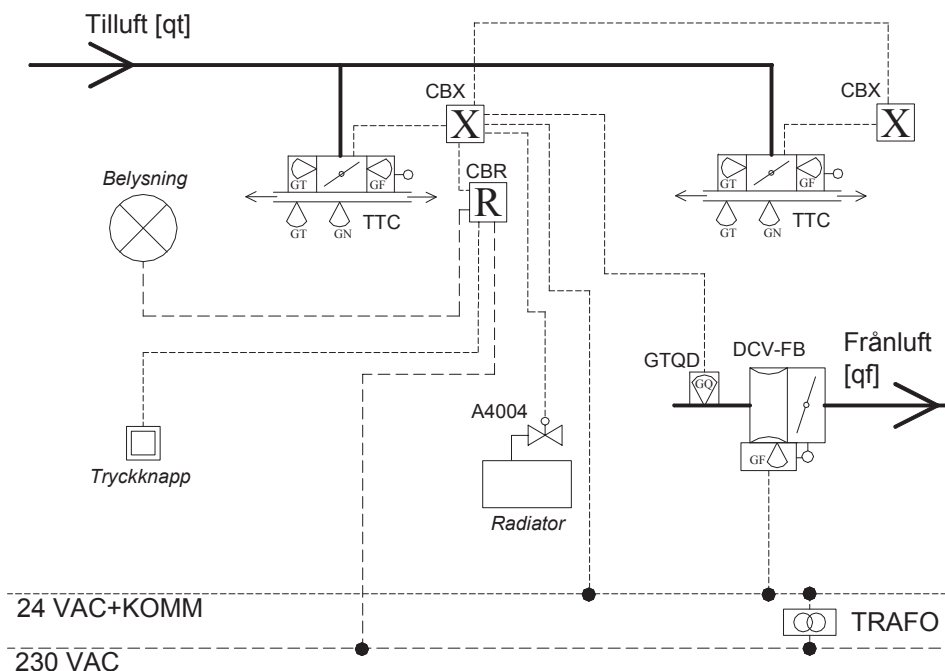 Tilluft [qt]
CBX
CBX
X
X
Belysning
CBR
R
GT
GF
GT
GF
TTC
TTC
GT
GN
GT
GN
GTQD
DCV-FB
Frånluft
[qf]
GQ
A4004
GF
Tryckknapp
Radiator
24 VAC+KOMM
TRAFO
230 VAC